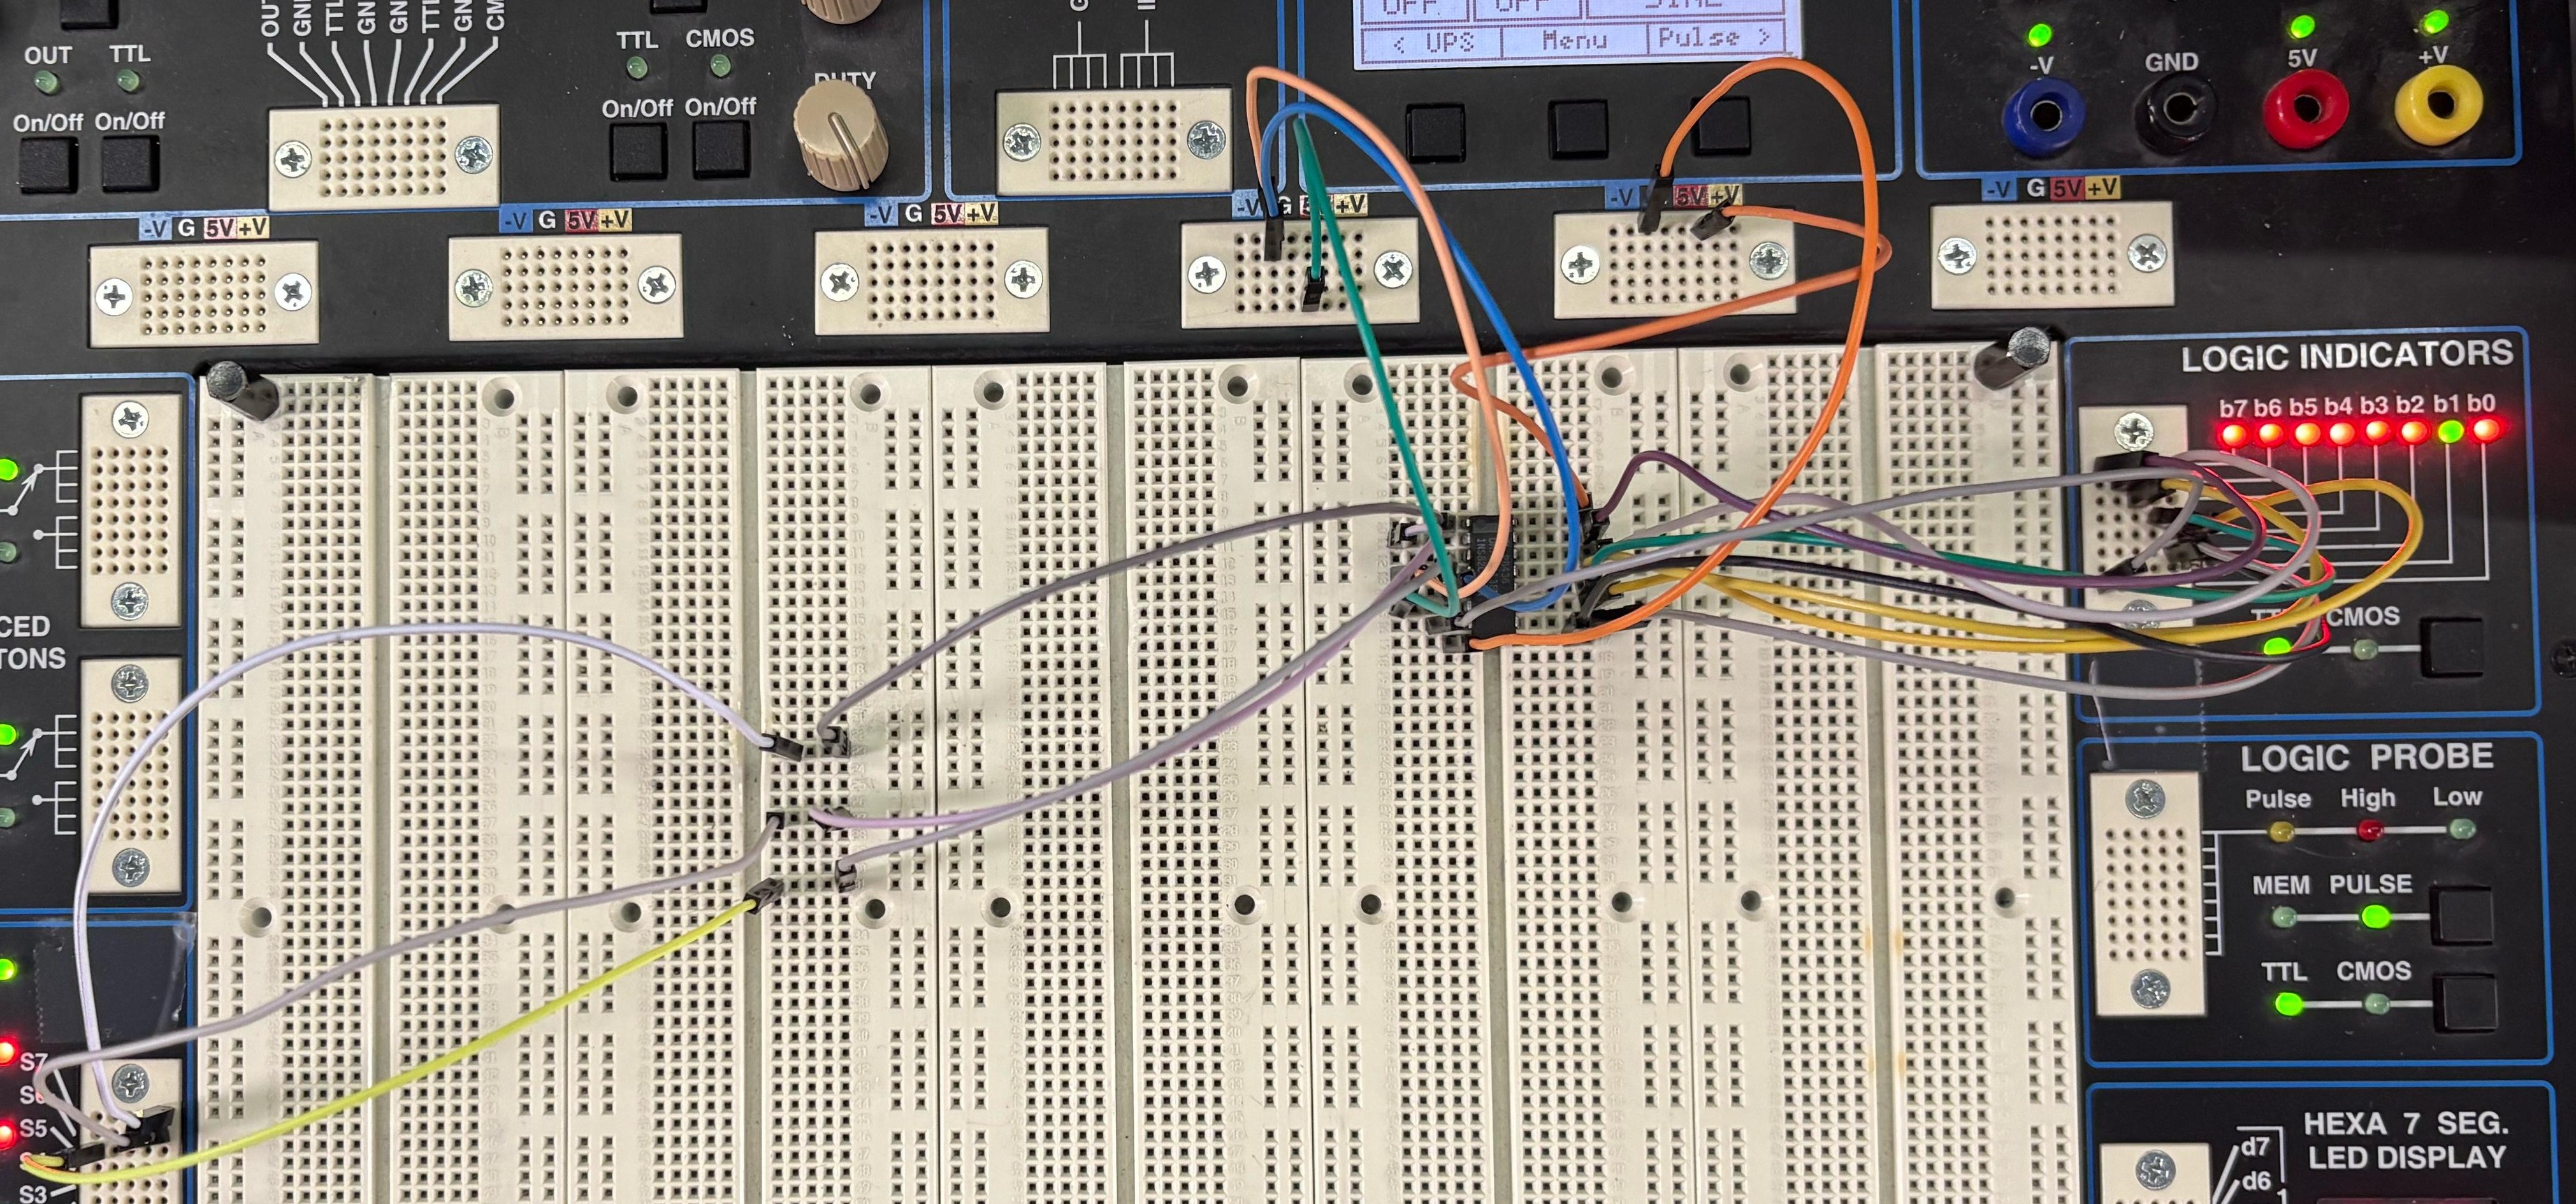 OUT TTL
On/Off On/Off
OUT
GND
TTL
TTL CMOS
On/Off On/Off
DUTY
OFF OFF
< UPS Menu Pulse >
-V GND 5V +V
-V G 5V +V
-V G 5V +V
-V G 5V +V
-V G 5V +V
-V 5V +V
-V G 5V +V
LOGIC INDICATORS
b7 b6 b5 b4 b3 b2 b1 b0
CMOS
LOGIC PROBE
Pulse High Low
MEM PULSE
TTL CMOS
HEXA 7 SEG.
LED DISPLAY
d7
d6
CED
TONS
S7
S5
S3